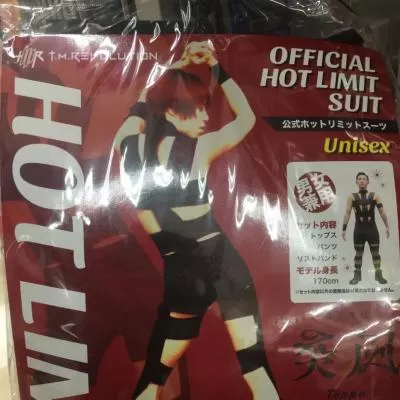 HLLR T.M.REVOLUTION
OFFICIAL
HOT LIMIT
SUIT
公式ホットリミットスーツ
Unisex
男女
兼用
セット内容
トップス
パンツ
リストバンド
モデル身長
170cm
HOT LIM
Teppu